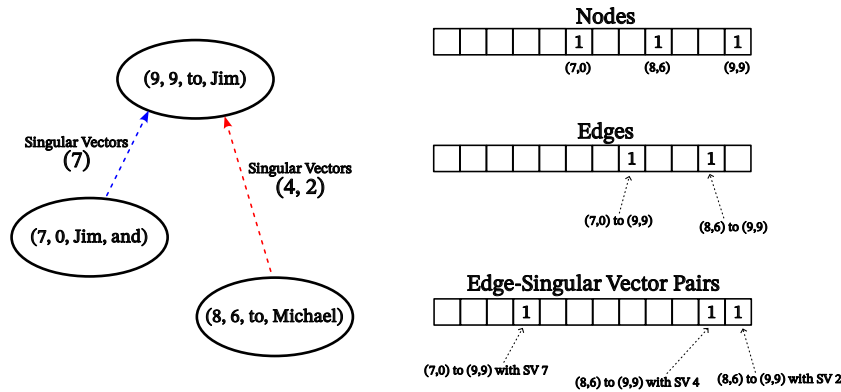 (9, 9, to, Jim)
Singular Vectors
(7)
Singular Vectors
(4, 2)
(7, 0, Jim, and)
(8, 6, to, Michael)
Nodes
1 1 1
(7,0) (8,6) (9,9)
Edges
1 1
(7,0) to (9,9) (8,6) to (9,9)
Edge-Singular Vector Pairs
1 1 1
(7,0) to (9,9) with SV 7 (8,6) to (9,9) with SV 4 (8,6) to (9,9) with SV 2